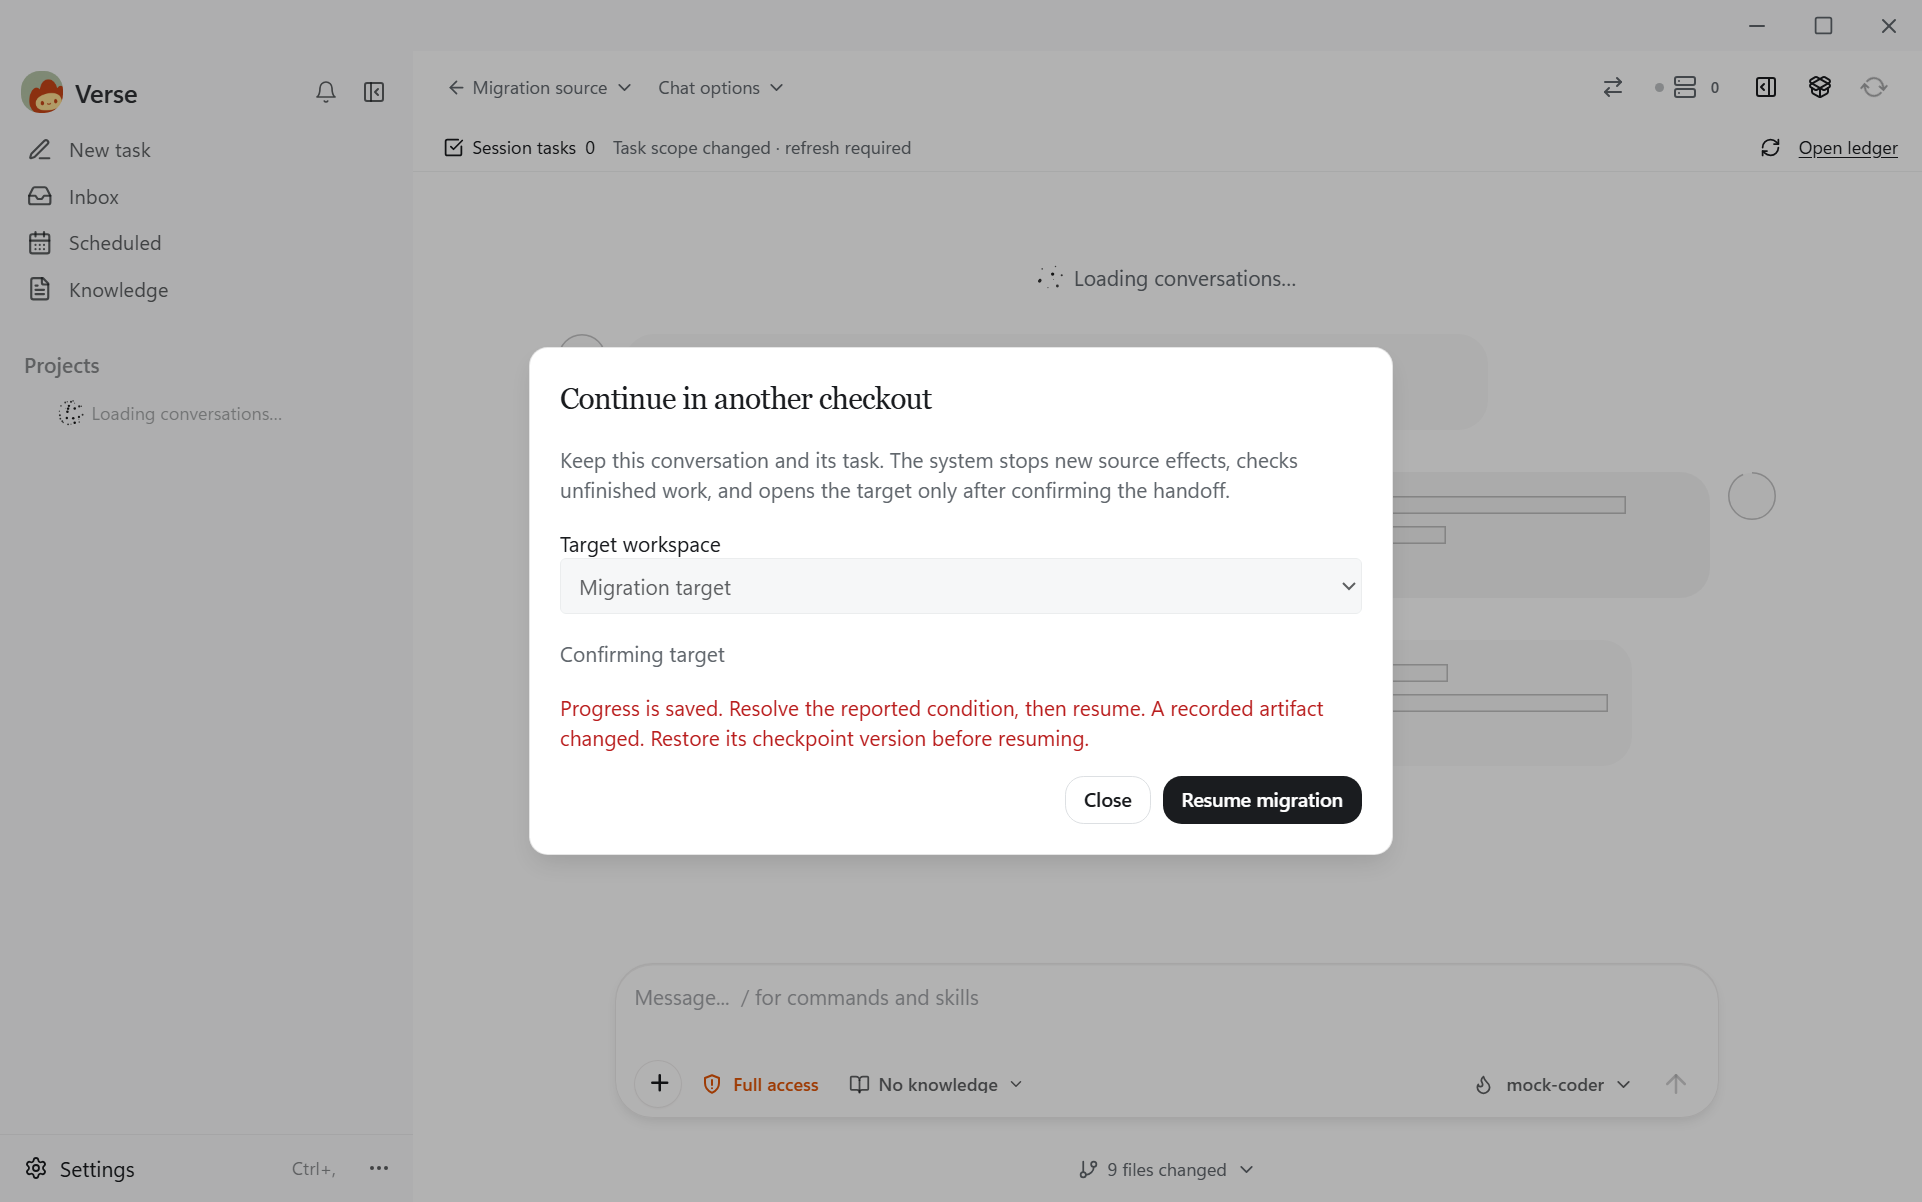 Verse
New task
Inbox
Scheduled
Knowledge
Projects
Loading conversations...
Settings
Ctrl+,
Migration source
Chat options
0
Session tasks 0
Task scope changed · refresh required
Open ledger
Loading conversations...
Continue in another checkout
Keep this conversation and its task. The system stops new source effects, checks
unfinished work, and opens the target only after confirming the handoff.
Target workspace
Migration target
Confirming target
Progress is saved. Resolve the reported condition, then resume. A recorded artifact
changed. Restore its checkpoint version before resuming.
Close
Resume migration
Message... / for commands and skills
Full access
No knowledge
mock-coder
9 files changed